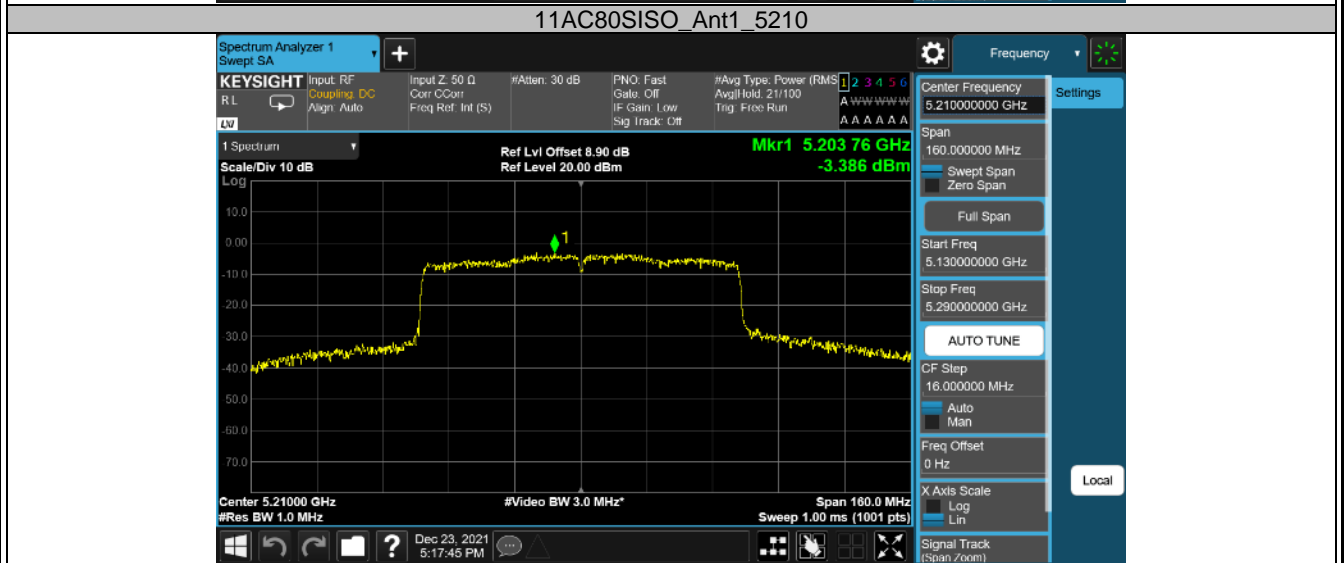 11AC80SISO_Ant1_5210
Spectrum Analyzer 1
Swept SA
+
Frequency
KEYSIGHT
R L
LXI
Input: RF
Coupling: DC
Align: Auto
Input Z: 50 Ω
Corr CCorr
Freq Ref: Int (S)
#Atten: 30 dB
PNO: Fast
Gate: Off
IF Gain: Low
Sig Track: Off
#Avg Type: Power (RMS
Avg|Hold: 21/100
Trig: Free Run
1 2 3 4 5 6
A W W W W W
A A A A A A
1 Spectrum
Scale/Div 10 dB
Log
Ref Lvl Offset 8.90 dB
Ref Level 20.00 dBm
Mkr1 5.203 76 GHz
-3.386 dBm
1
10.0
0.00
-10.0
-20.0
-30.0
-40.0
-50.0
-60.0
-70.0
Center 5.21000 GHz
#Res BW 1.0 MHz
#Video BW 3.0 MHz*
Span 160.0 MHz
Sweep 1.00 ms (1001 pts)
Center Frequency
5.210000000 GHz
Settings
Span
160.000000 MHz
Swept Span
Zero Span
Full Span
Start Freq
5.130000000 GHz
Stop Freq
5.290000000 GHz
AUTO TUNE
CF Step
16.000000 MHz
Auto
Man
Freq Offset
0 Hz
X Axis Scale
Log
Lin
Local
Signal Track
(Span Zoom)
?
Dec 23, 2021
5:17:45 PM